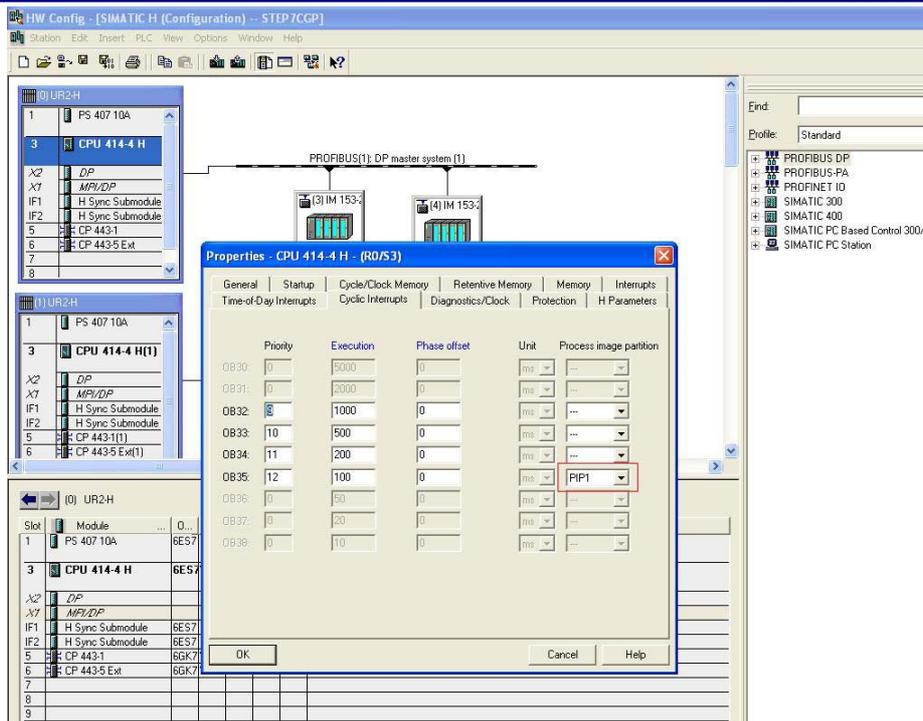 HW Config - [SIMATIC H (Configuration) -- STEP7CGP]
Station Edit Insert PLC View Options Window Help
(0) UR2-H
1 PS 407 10A
3 CPU 414-4 H
X2 DP
X1 MPI/DP
IF1 H Sync Submodule
IF2 H Sync Submodule
5 CP 443-1
6 CP 443-5 Ext
7
8
(1) UR2-H
1 PS 407 10A
3 CPU 414-4 H(1)
X2 DP
X1 MPI/DP
IF1 H Sync Submodule
IF2 H Sync Submodule
5 CP 443-1(1)
6 CP 443-5 Ext(1)
PROFIBUS(1): DP master system (1)
(3) IM 153-2
(4) IM 153-2
Find:
Profile: Standard
PROFIBUS DP
PROFIBUS-PA
PROFINET IO
SIMATIC 300
SIMATIC 400
SIMATIC PC Based Control 300/
SIMATIC PC Station
Properties - CPU 414-4 H - (R0/S3)
General Startup Cycle/Clock Memory Retentive Memory Memory Interrupts
Time-of-Day Interrupts Cyclic Interrupts Diagnostics/Clock Protection H Parameters
Priority Execution Phase offset Unit Process image partition
OB30: 0 5000 0 ms ---
OB31: 0 2000 0 ms ---
OB32: 9 1000 0 ms ---
OB33: 10 500 0 ms ---
OB34: 11 200 0 ms ---
OB35: 12 100 0 ms PIP1
OB36: 0 50 0 ms ---
OB37: 0 20 0 ms ---
OB38: 0 10 0 ms ---
OK Cancel Help
(0) UR2-H
Slot Module ... O...
1 PS 407 10A 6ES7
3 CPU 414-4 H 6ES7
X2 DP
X1 MPI/DP
IF1 H Sync Submodule 6ES7
IF2 H Sync Submodule 6ES7
5 CP 443-1 6GK7
6 CP 443-5 Ext 6GK7
7
8
9